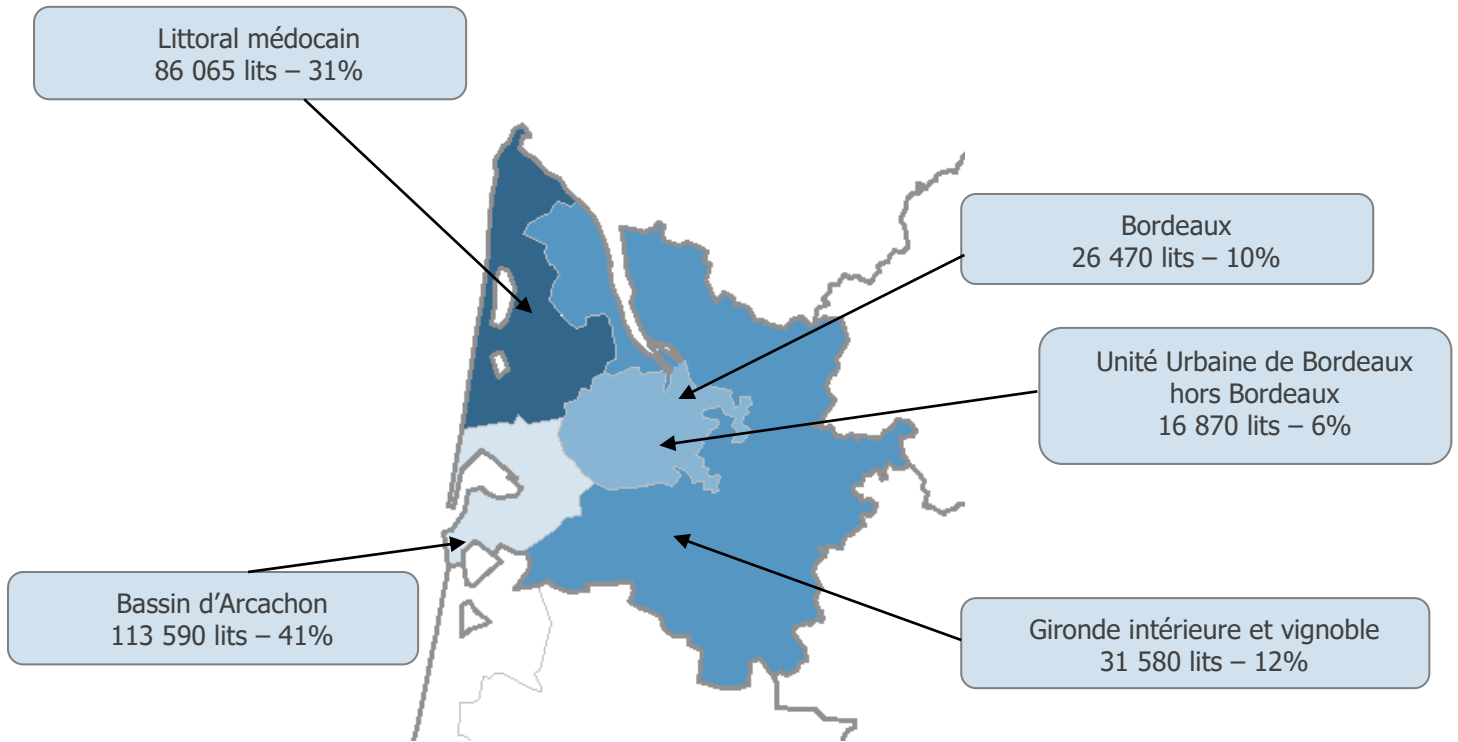 Littoral médocain
86 065 lits – 31%
Bordeaux
26 470 lits – 10%
Unité Urbaine de Bordeaux
hors Bordeaux
16 870 lits – 6%
Bassin d’Arcachon
113 590 lits – 41%
Gironde intérieure et vignoble
31 580 lits – 12%